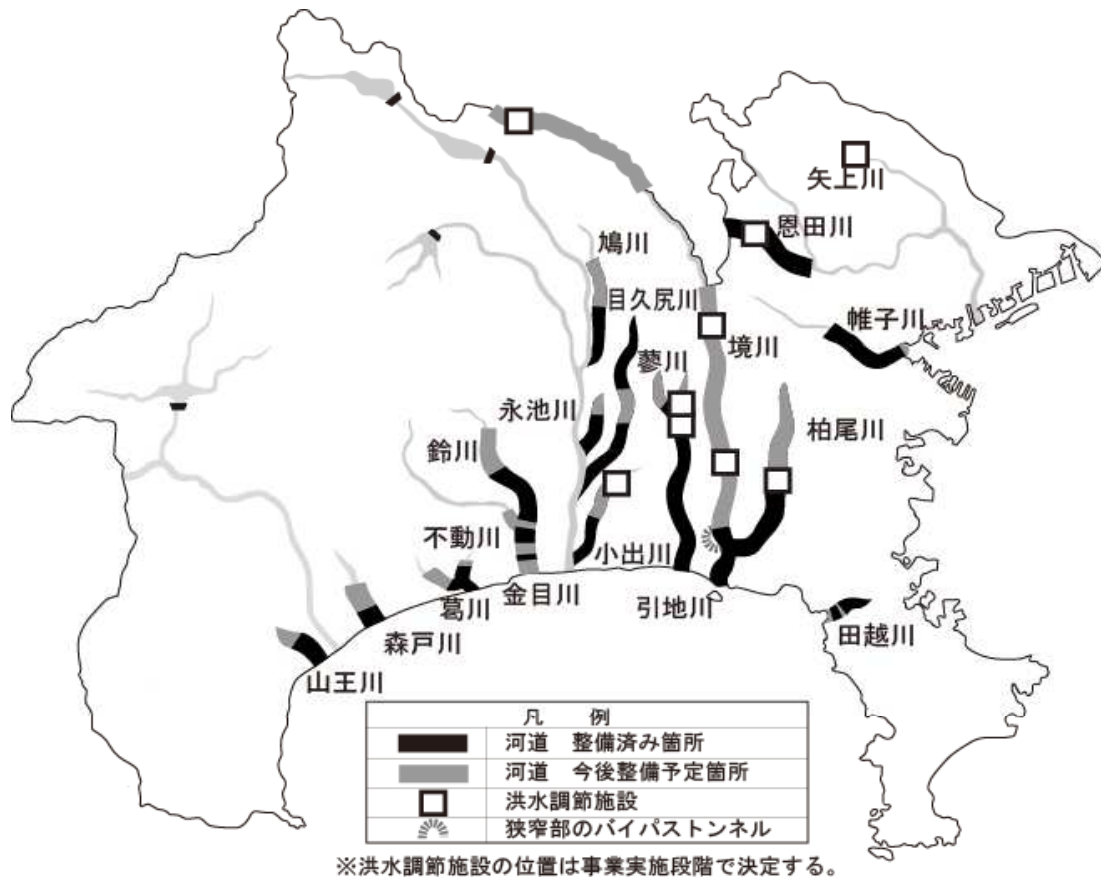 矢上川
恩田川
鳩川
目久尻川
帷子川
境川
蓼川
永池川
柏尾川
鈴川
不動川
小出川
葛川
金目川
引地川
田越川
森戸川
山王川
凡 例
河道 整備済み箇所
河道 今後整備予定箇所
洪水調節施設
狭窄部のバイパストンネル
※洪水調節施設の位置は事業実施段階で決定する。